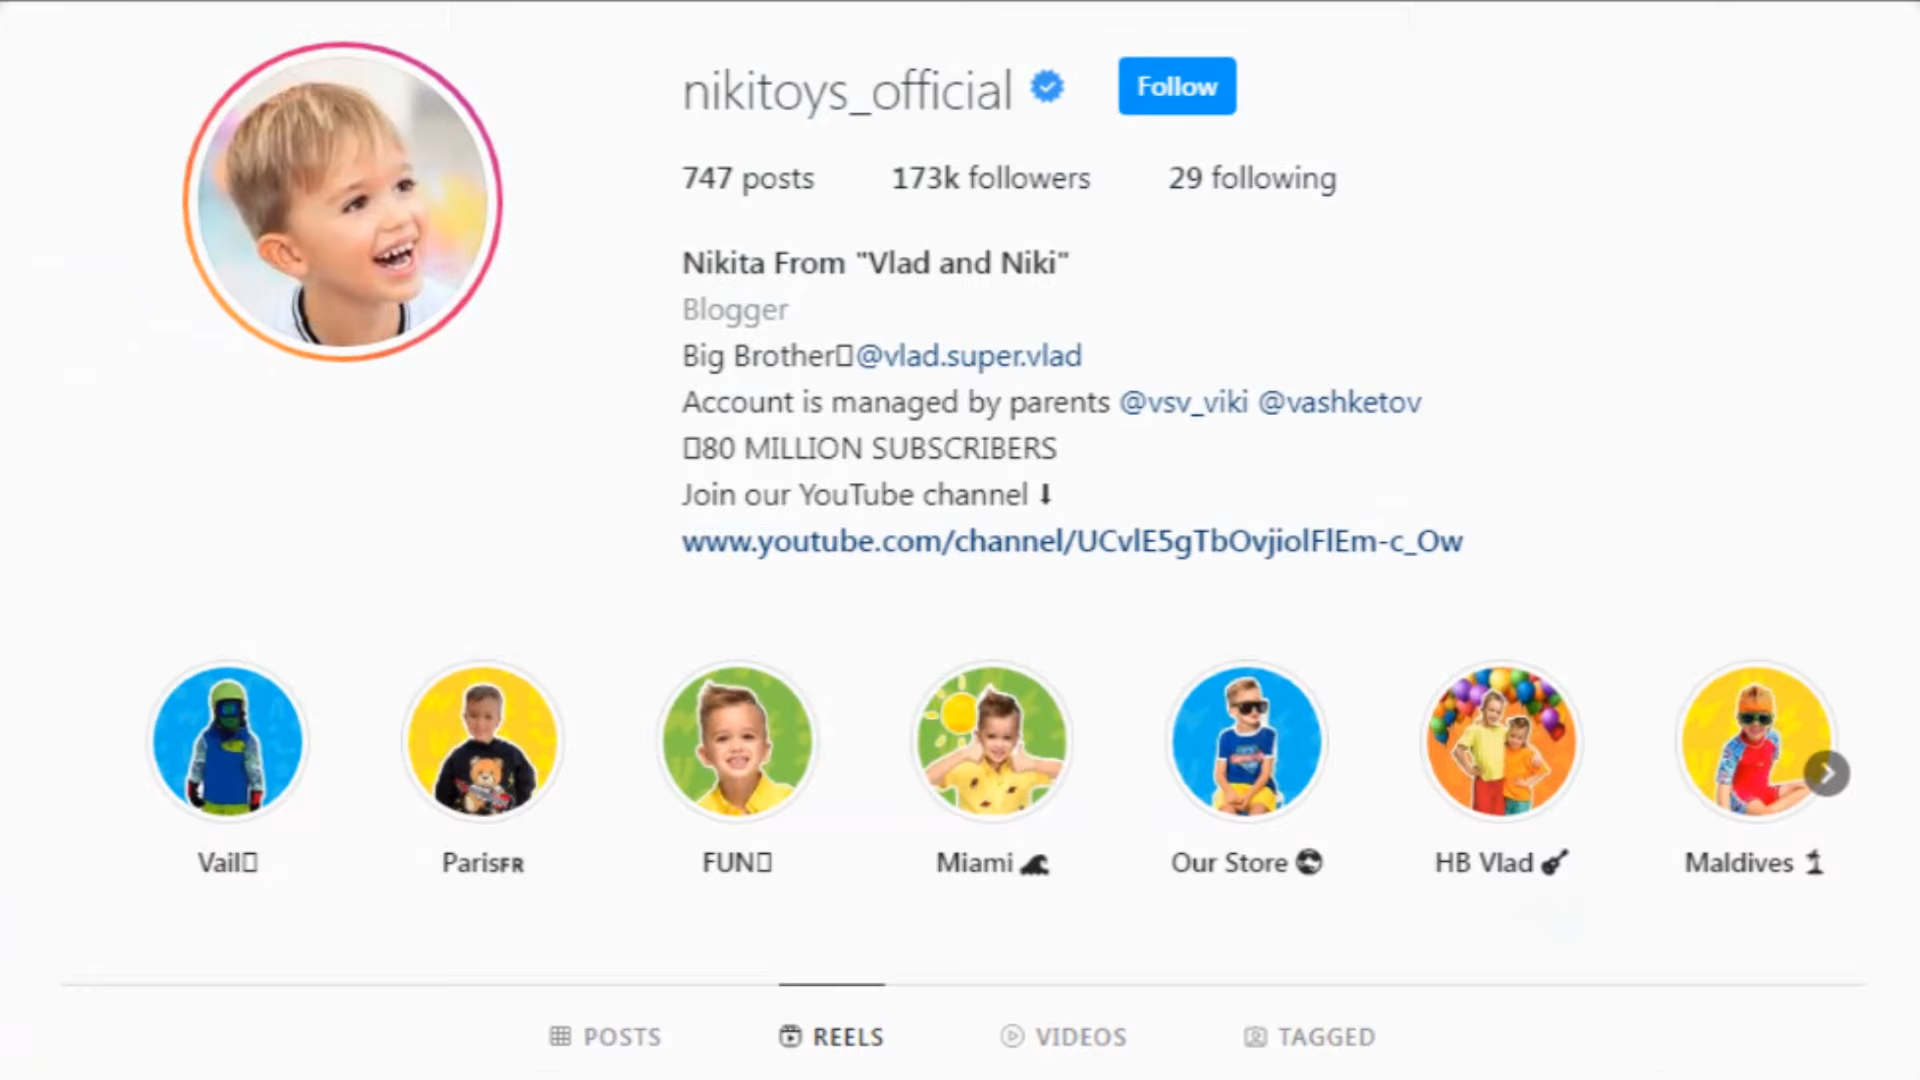 nikitoys_official Follow
747 posts 173k followers 29 following
Nikita From "Vlad and Niki"
Blogger
Big Brother @vlad.super.vlad
Account is managed by parents @vsv_viki @vashketov
80 MILLION SUBSCRIBERS
Join our YouTube channel ⬇
www.youtube.com/channel/UCvlE5gTbOvjiolFlEm-c_Ow
Vail Paris FR FUN Miami Our Store HB Vlad Maldives
POSTS REELS VIDEOS TAGGED